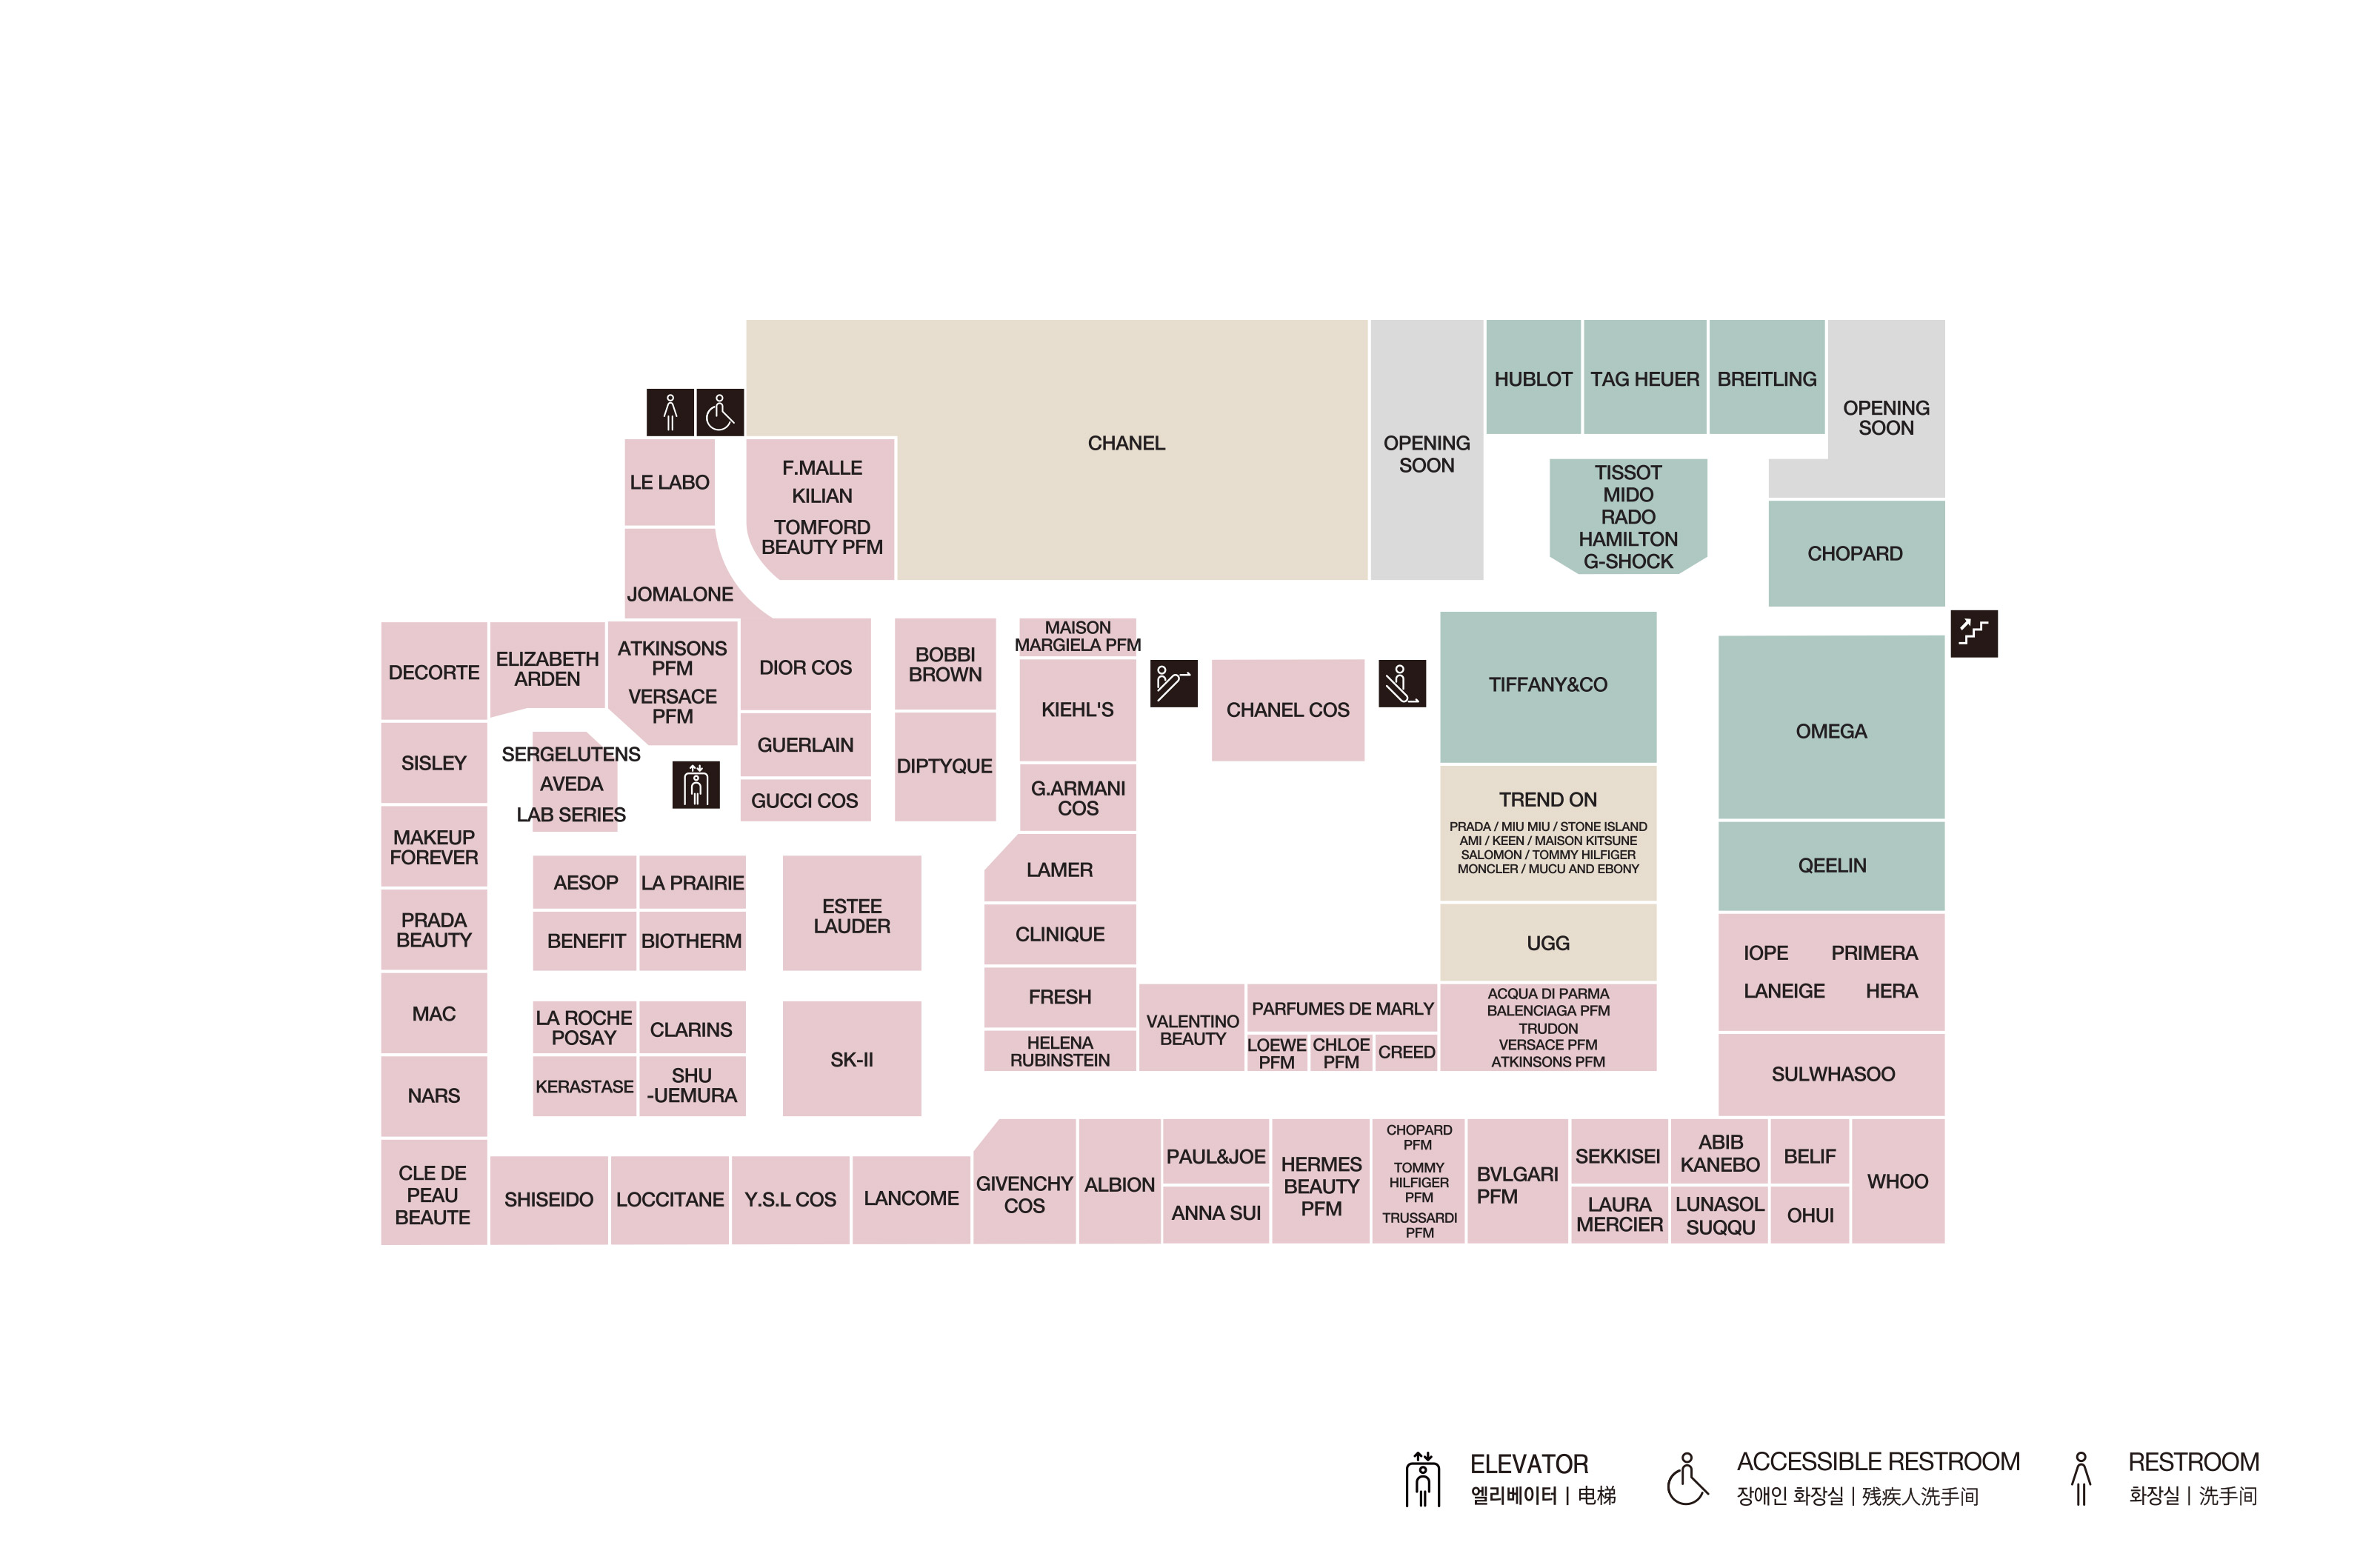 CHANEL
OPENING
SOON
HUBLOT
TAG HEUER
BREITLING
OPENING
SOON
LE LABO
F.MALLE
KILIAN
TOMFORD
BEAUTY PFM
TISSOT
MIDO
RADO
HAMILTON
G-SHOCK
CHOPARD
JOMALONE
DECORTE
ELIZABETH
ARDEN
ATKINSONS
PFM
VERSACE
PFM
DIOR COS
BOBBI
BROWN
MAISON
MARGIELA PFM
KIEHL'S
CHANEL COS
TIFFANY&CO
OMEGA
SISLEY
SERGELUTENS
AVEDA
LAB SERIES
GUERLAIN
GUCCI COS
DIPTYQUE
G.ARMANI
COS
TREND ON
PRADA / MIU MIU / STONE ISLAND
AMI / KEEN / MAISON KITSUNE
SALOMON / TOMMY HILFIGER
MONCLER / MUCU AND EBONY
QEELIN
MAKEUP
FOREVER
AESOP
LA PRAIRIE
ESTEE
LAUDER
LAMER
PRADA
BEAUTY
BENEFIT
BIOTHERM
CLINIQUE
UGG
IOPE
PRIMERA
LANEIGE
HERA
MAC
LA ROCHE
POSAY
CLARINS
SK-II
FRESH
VALENTINO
BEAUTY
PARFUMES DE MARLY
ACQUA DI PARMA
BALENCIAGA PFM
TRUDON
VERSACE PFM
ATKINSONS PFM
HELENA
RUBINSTEIN
LOEWE
PFM
CHLOE
PFM
CREED
SULWHASOO
NARS
KERASTASE
SHU
-UEMURA
CLE DE
PEAU
BEAUTE
SHISEIDO
LOCCITANE
Y.S.L COS
LANCOME
GIVENCHY
COS
ALBION
PAUL&JOE
ANNA SUI
HERMES
BEAUTY
PFM
CHOPARD
PFM
TOMMY
HILFIGER
PFM
TRUSSARDI
PFM
BVLGARI
PFM
SEKKISEI
LAURA
MERCIER
ABIB
KANEBO
LUNASOL
SUQQU
BELIF
OHUI
WHOO
ELEVATOR
엘리베이터 | 电梯
ACCESSIBLE RESTROOM
장애인 화장실 | 残疾人洗手间
RESTROOM
화장실 | 洗手间